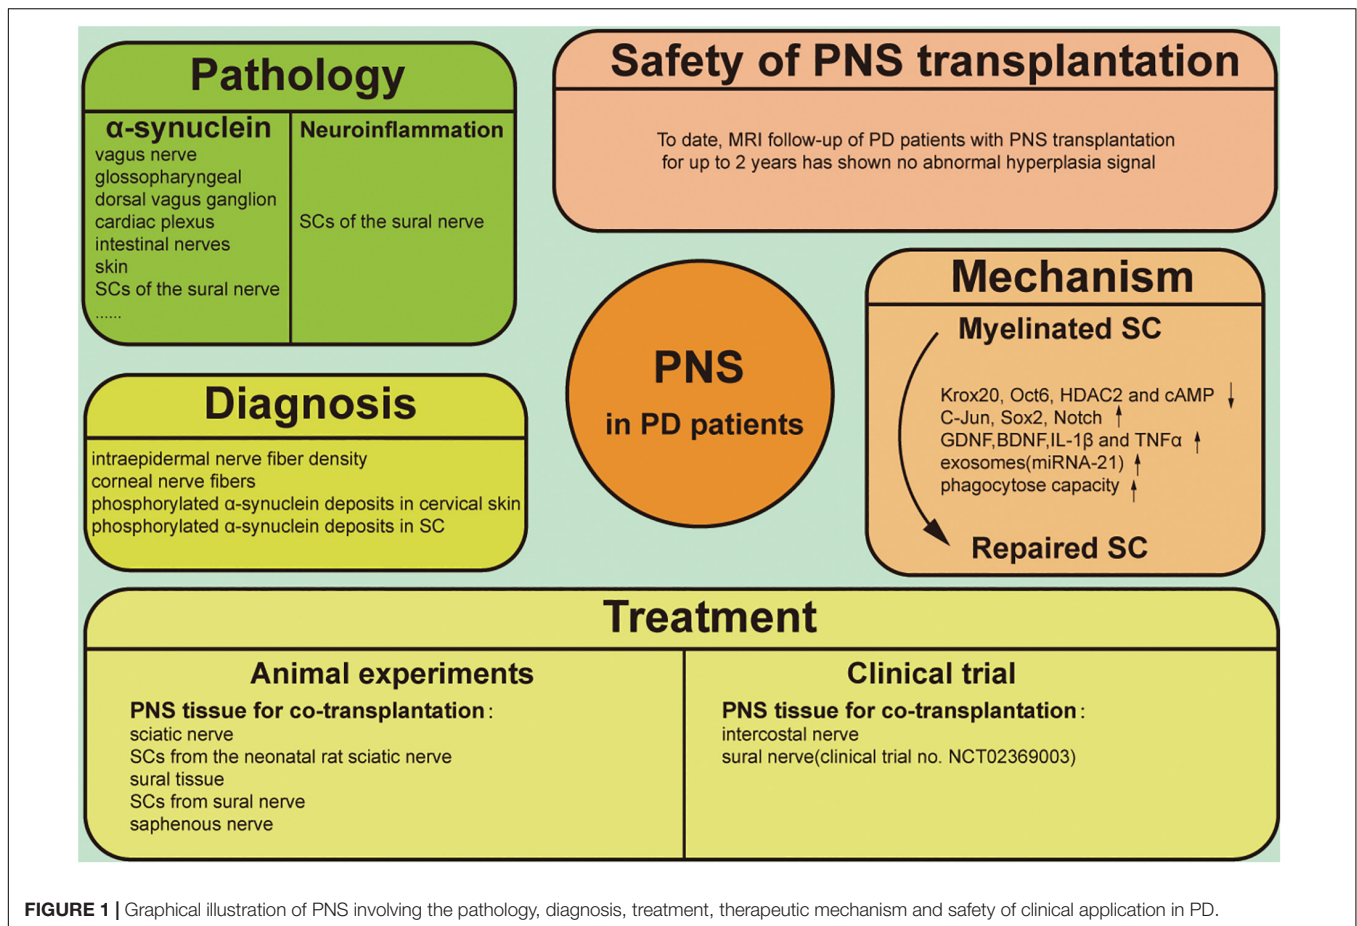 Pathology
α-synuclein
vagus nerve
glossopharyngeal
dorsal vagus ganglion
cardiac plexus
intestinal nerves
skin
SCs of the sural nerve
......
Neuroinflammation
SCs of the sural nerve
Safety of PNS transplantation
To date, MRI follow-up of PD patients with PNS transplantation
for up to 2 years has shown no abnormal hyperplasia signal
PNS
in PD patients
Mechanism
Myelinated SC
Krox20, Oct6, HDAC2 and cAMP ↓
C-Jun, Sox2, Notch ↑
GDNF,BDNF,IL-1β and TNFα ↑
exosomes(miRNA-21) ↑
phagocytose capacity ↑
Repaired SC
Diagnosis
intraepidermal nerve fiber density
corneal nerve fibers
phosphorylated α-synuclein deposits in cervical skin
phosphorylated α-synuclein deposits in SC
Treatment
Animal experiments
PNS tissue for co-transplantation:
sciatic nerve
SCs from the neonatal rat sciatic nerve
sural tissue
SCs from sural nerve
saphenous nerve
Clinical trial
PNS tissue for co-transplantation:
intercostal nerve
sural nerve(clinical trial no. NCT02369003)
FIGURE 1 | Graphical illustration of PNS involving the pathology, diagnosis, treatment, therapeutic mechanism and safety of clinical application in PD.